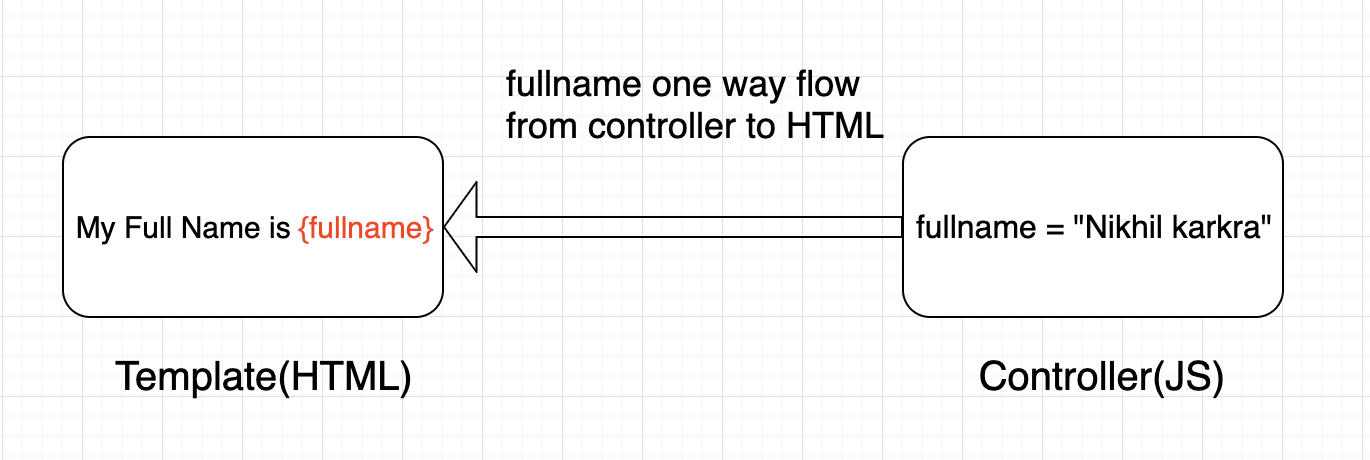 fullname one way flow
from controller to HTML
My Full Name is {fullname}
fullname = "Nikhil karkra"
Template(HTML)
Controller(JS)